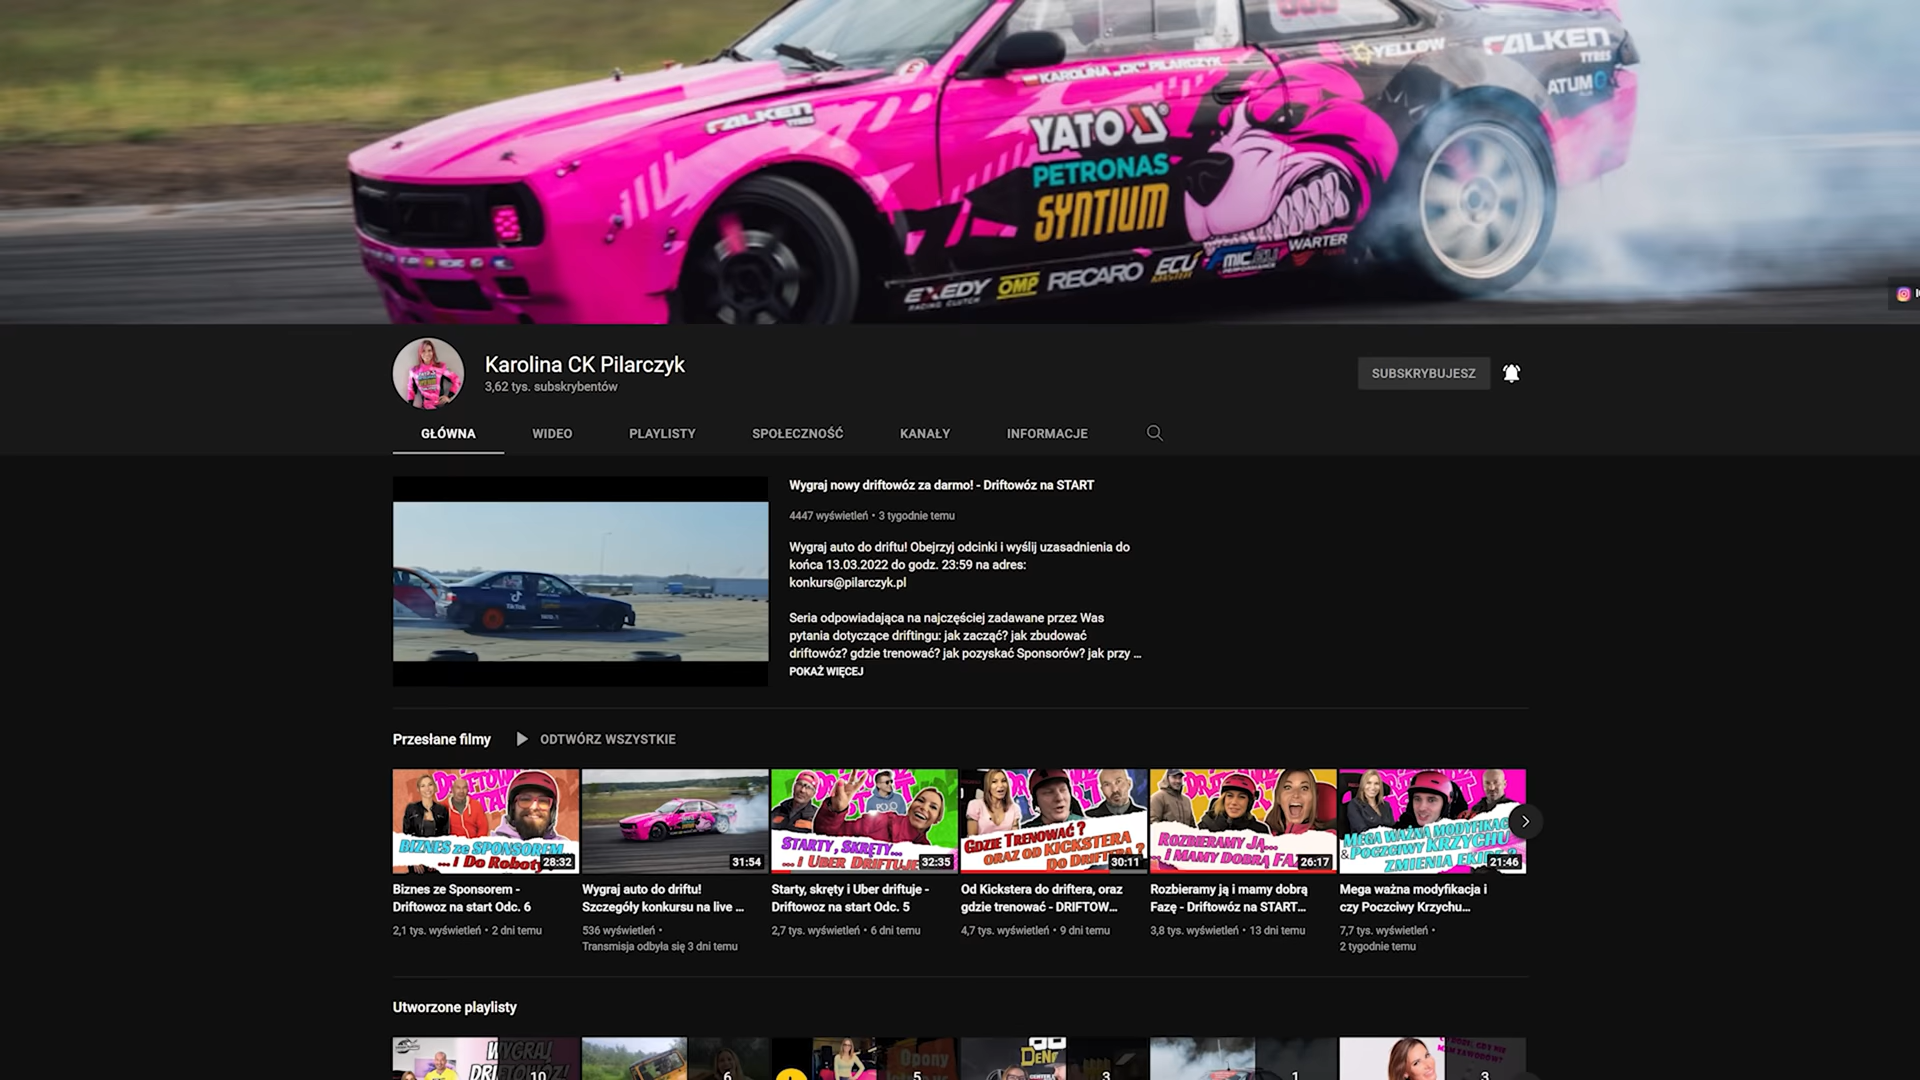 YELLOW
FALKEN
TYRES
ATUM
KAROLINA „CK” PILARCZYK
FALKEN
TYRES
YATO
PETRONAS
SYNTIUM
EXEDY
RACING CLUTCH
OMP
RECARO
ECU
MASTER
MIC.EU
PERFORMANCE
WARTER
Karolina CK Pilarczyk
3,62 tys. subskrybentów
SUBSKRYBUJESZ
GŁÓWNA
WIDEO
PLAYLISTY
SPOŁECZNOŚĆ
KANAŁY
INFORMACJE
Wygraj nowy driftowóz za darmo! - Driftowóz na START
4447 wyświetleń • 3 tygodnie temu
Wygraj auto do driftu! Obejrzyj odcinki i wyślij uzasadnienia do
końca 13.03.2022 do godz. 23:59 na adres:
konkurs@pilarczyk.pl
Seria odpowiadająca na najczęściej zadawane przez Was
pytania dotyczące driftingu: jak zacząć? jak zbudować
driftowóz? gdzie trenować? jak pozyskać Sponsorów? jak przy ...
POKAŻ WIĘCEJ
Przesłane filmy
ODTWÓRZ WSZYSTKIE
BIZNES ze SPONSOREM
... i Do Roboty
28:32
31:54
STARTY, SKRĘTY...
... i UBER DRIFTUJE
32:35
GDZIE TRENOWAĆ?
ORAZ OD KICKSTERA
DO DRIFTERA?
30:11
ROZBIERAMY JĄ...
... I MAMY DOBRĄ FAZ
26:17
MEGA WAŻNA MODYFIKAC
& POCZCIWY KRZYCHU
ZMIENIA EKIP
21:46
Biznes ze Sponsorem -
Driftowoz na start Odc. 6
2,1 tys. wyświetleń • 2 dni temu
Wygraj auto do driftu!
Szczegóły konkursu na live ...
536 wyświetleń •
Transmisja odbyła się 3 dni temu
Starty, skręty i Uber driftuje -
Driftowoz na start Odc. 5
2,7 tys. wyświetleń • 6 dni temu
Od Kickstera do driftera, oraz
gdzie trenować - DRIFTOW...
4,7 tys. wyświetleń • 9 dni temu
Rozbieramy ją i mamy dobrą
Fazę - Driftowóz na START...
3,8 tys. wyświetleń • 13 dni temu
Mega ważna modyfikacja i
czy Poczciwy Krzychu...
7,7 tys. wyświetleń •
2 tygodnie temu
Utworzone playlisty
WYGRAJ
10
6
Opony
5
3
1
3